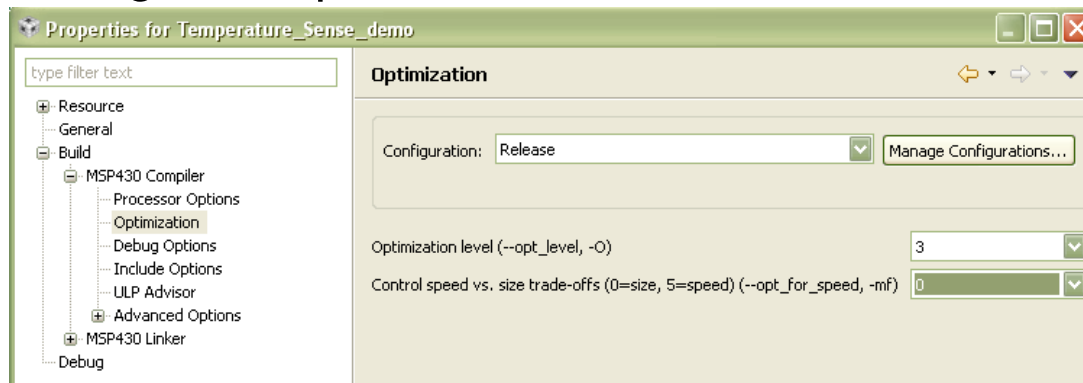 Properties for Temperature_Sense_demo
type filter text
Resource
General
Build
MSP430 Compiler
Processor Options
Optimization
Debug Options
Include Options
ULP Advisor
Advanced Options
MSP430 Linker
Debug
Optimization
Configuration: Release Manage Configurations...
Optimization level (--opt_level, -O) 3
Control speed vs. size trade-offs (0=size, 5=speed) (--opt_for_speed, -mf) 0